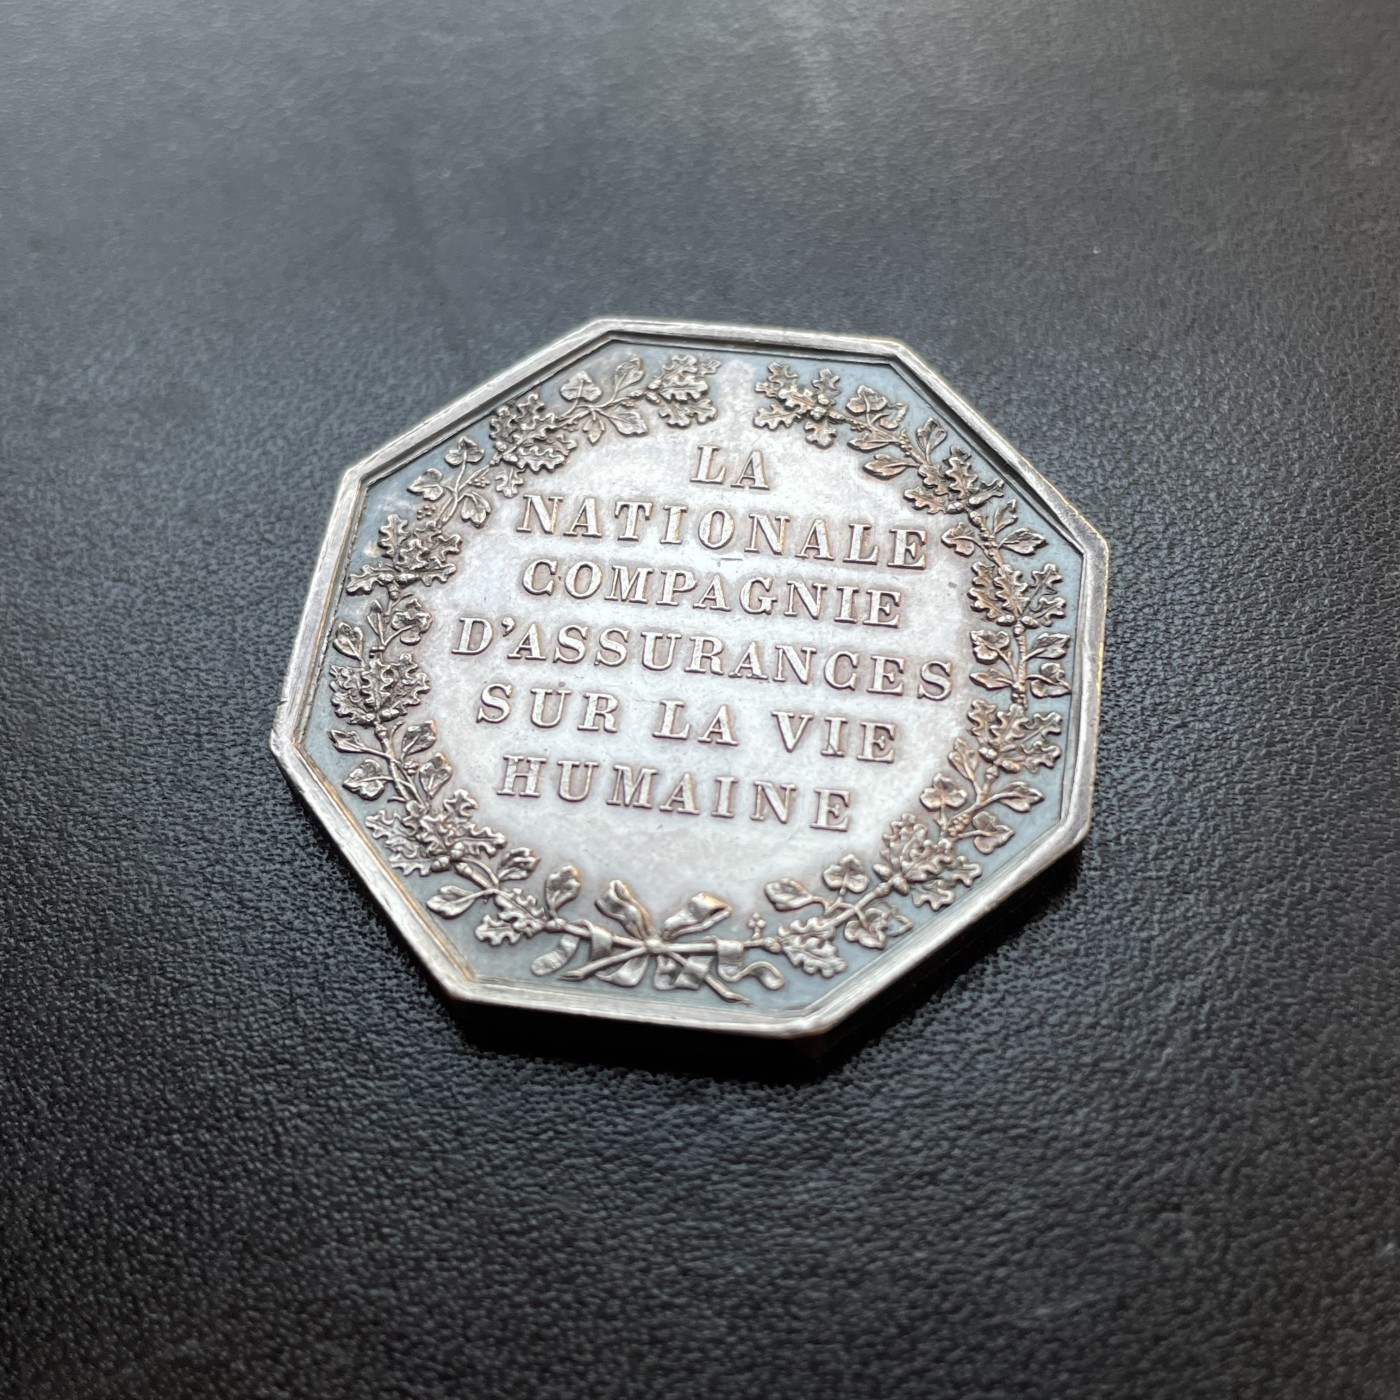 LA
NATIONALE
COMPAGNIE
D'ASSURANCES
SUR LA VIE
HUMAINE